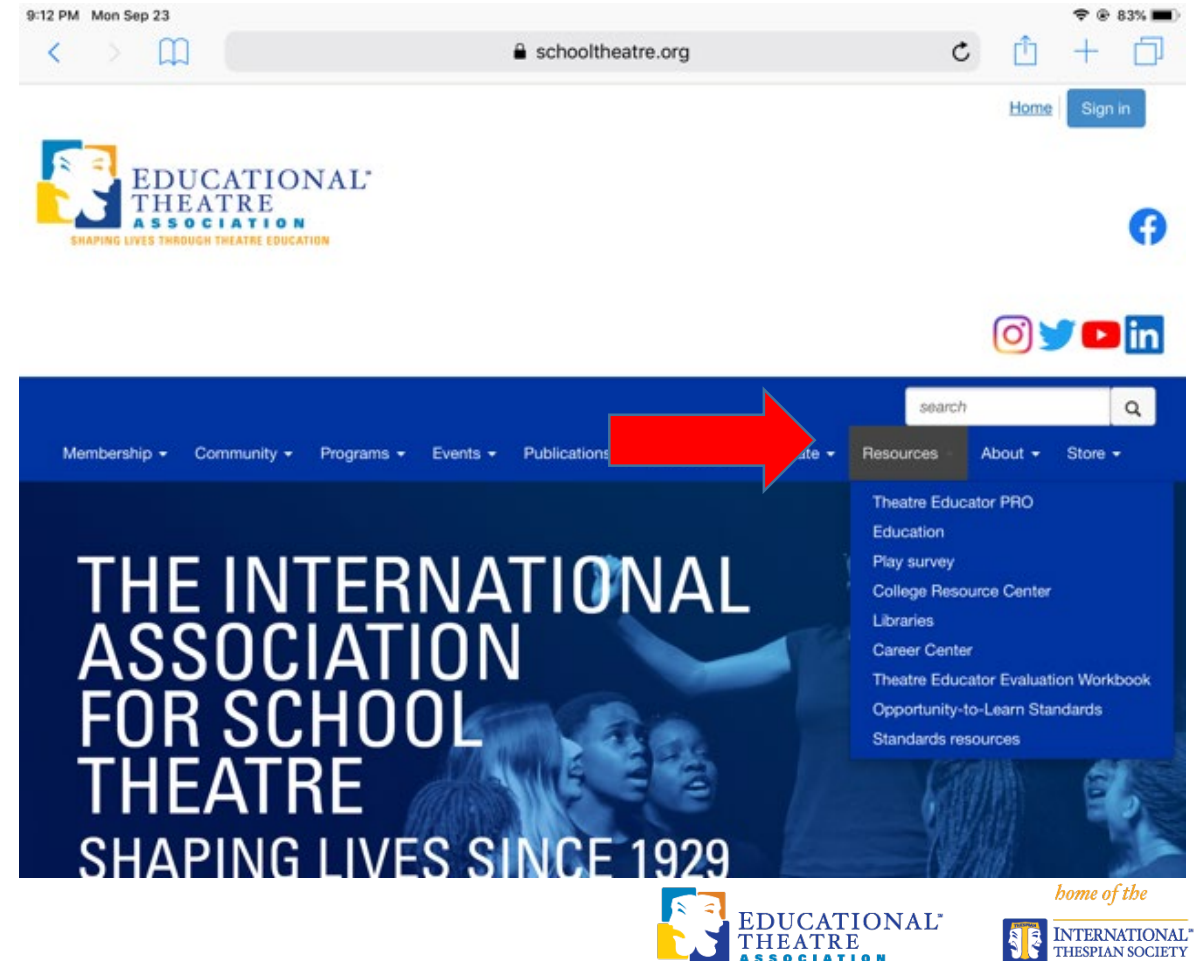 9:12 PM Mon Sep 23
83%
schooltheatre.org
Home
Sign in
EDUCATIONAL
THEATRE
ASSOCIATION
SHAPING LIVES THROUGH THEATRE EDUCATION
search
Membership Community Programs Events Publications Resources About Store
Theatre Educator PRO
Education
Play survey
College Resource Center
Libraries
Career Center
Theatre Educator Evaluation Workbook
Opportunity-to-Learn Standards
Standards resources
THE INTERNATIONAL
ASSOCIATION
FOR SCHOOL
THEATRE
SHAPING LIVES SINCE 1929
EDUCATIONAL
THEATRE
ASSOCIATION
home of the
INTERNATIONAL
THESPIAN SOCIETY